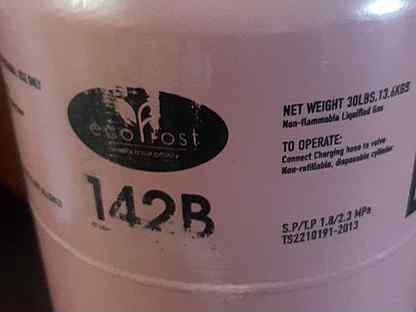 ecofrost
142B
NET WEIGHT 30LBS.13.6KGS
Non-flammable Liquified Gas
TO OPERATE:
Connect Charging hose to valve
Non-refillable, disposable cylinder
S.P/T.P 1.8/2.3 MPa
TS2210191-2013